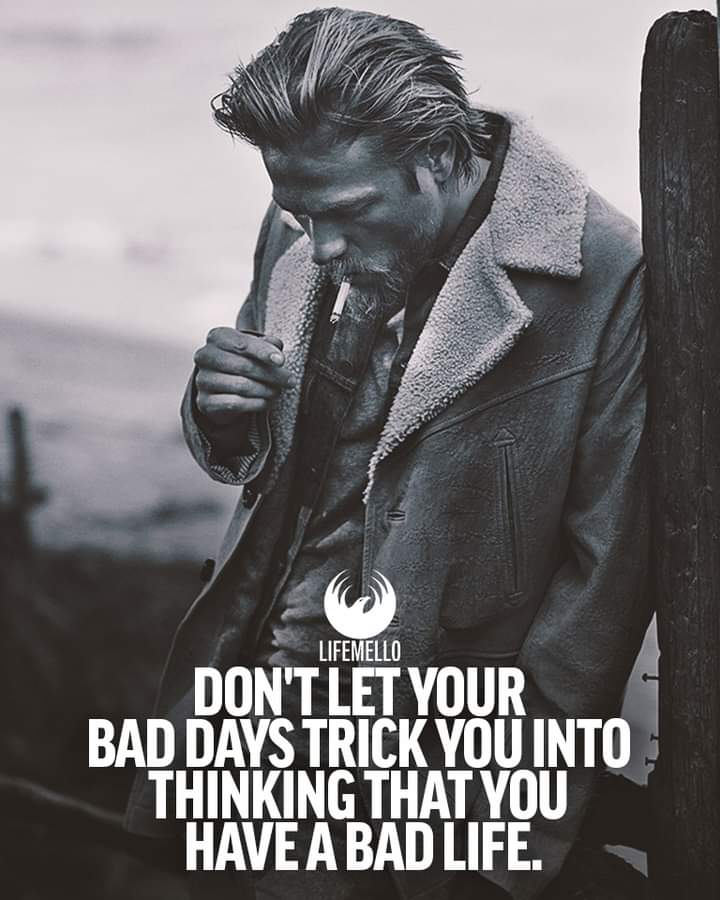 LIFEMELLO
DON'T LET YOUR
BAD DAYS TRICK YOU INTO
THINKING THAT YOU
HAVE A BAD LIFE.